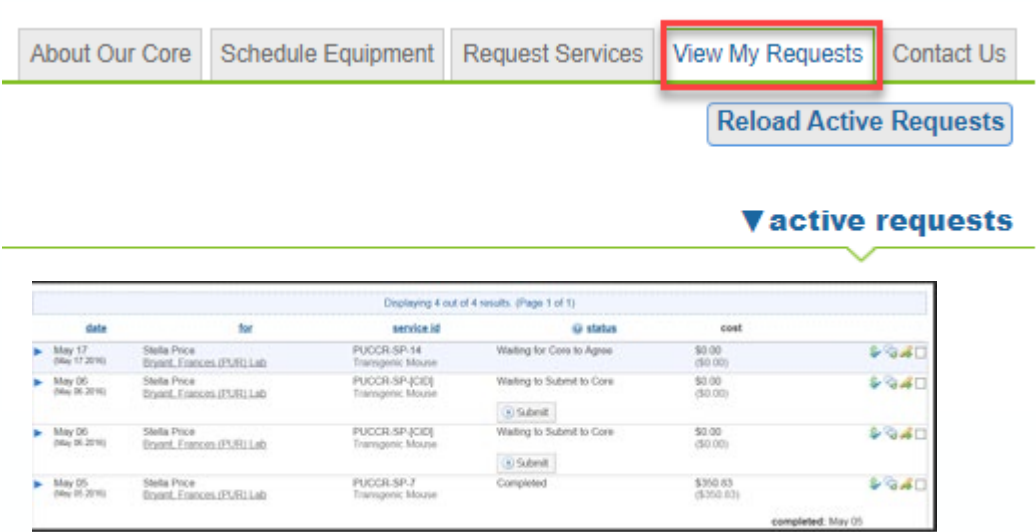 About Our Core Schedule Equipment Request Services View My Requests Contact Us
Reload Active Requests
▼active requests
Displaying 4 out of 4 results. (Page 1 of 1)
date for service id status cost
May 17 Stella Price PUCCR-SP-14 Waiting for Core to Agree $0.00
(May 17 2016) Bryant, Frances (PUR) Lab Transgenic Mouse ($0.00)
May 06 Stella Price PUCCR-SP-[CID] Waiting to Submit to Core $0.00
(May 06 2016) Bryant, Frances (PUR) Lab Transgenic Mouse ($0.00)
Submit
May 06 Stella Price PUCCR-SP-[CID] Waiting to Submit to Core $0.00
(May 06 2016) Bryant, Frances (PUR) Lab Transgenic Mouse ($0.00)
Submit
May 05 Stella Price PUCCR-SP-7 Completed $350.83
(May 05 2016) Bryant, Frances (PUR) Lab Transgenic Mouse ($350.83)
completed: May 05